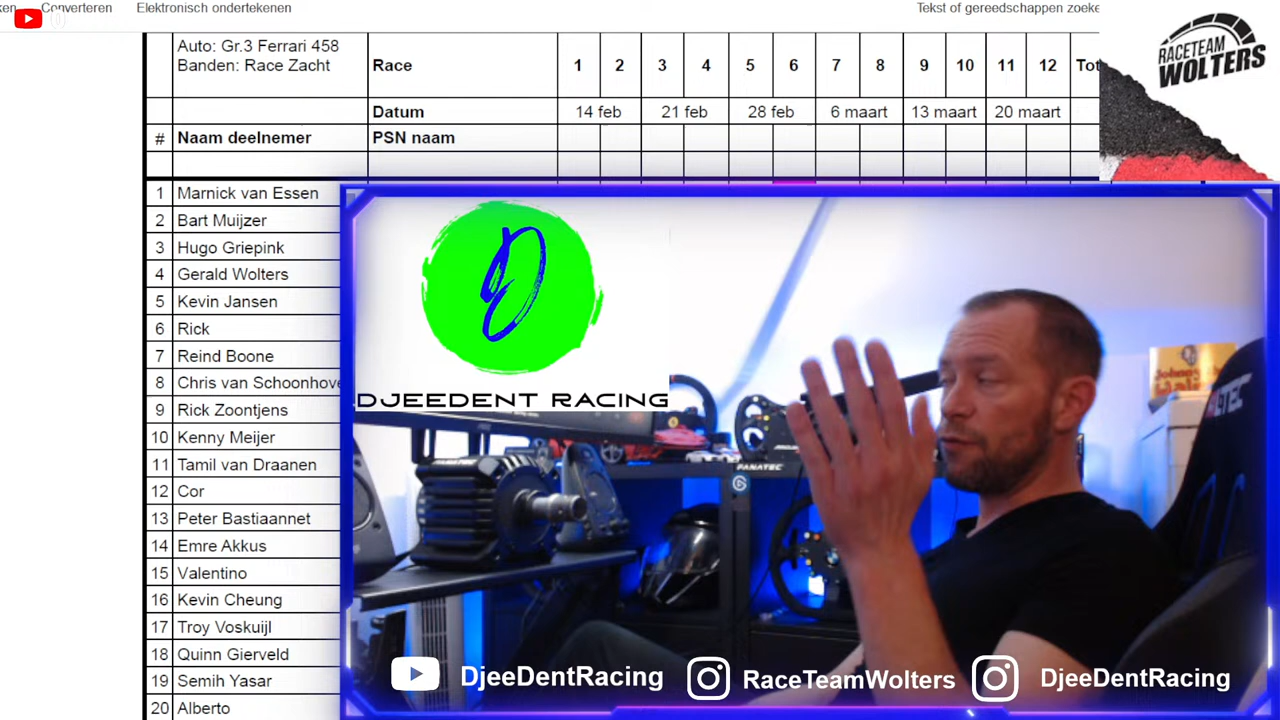 Converteren Elektronisch ondertekenen Tekst of gereedschappen zoeke
0
RACETEAM
WOLTERS
Auto: Gr.3 Ferrari 458
Banden: Race Zacht
Race 1 2 3 4 5 6 7 8 9 10 11 12 Tot
Datum 14 feb 21 feb 28 feb 6 maart 13 maart 20 maart
# Naam deelnemer PSN naam
1 Marnick van Essen
2 Bart Muijzer
3 Hugo Griepink
4 Gerald Wolters
5 Kevin Jansen
6 Rick
7 Reind Boone
8 Chris van Schoonhove
9 Rick Zoontjens
10 Kenny Meijer
11 Tamil van Draanen
12 Cor
13 Peter Bastiaannet
14 Emre Akkus
15 Valentino
16 Kevin Cheung
17 Troy Voskuijl
18 Quinn Gierveld
19 Semih Yasar
20 Alberto
D
DJEEDENT RACING
FANATEC
FANATEC
DjeeDentRacing RaceTeamWolters DjeeDentRacing